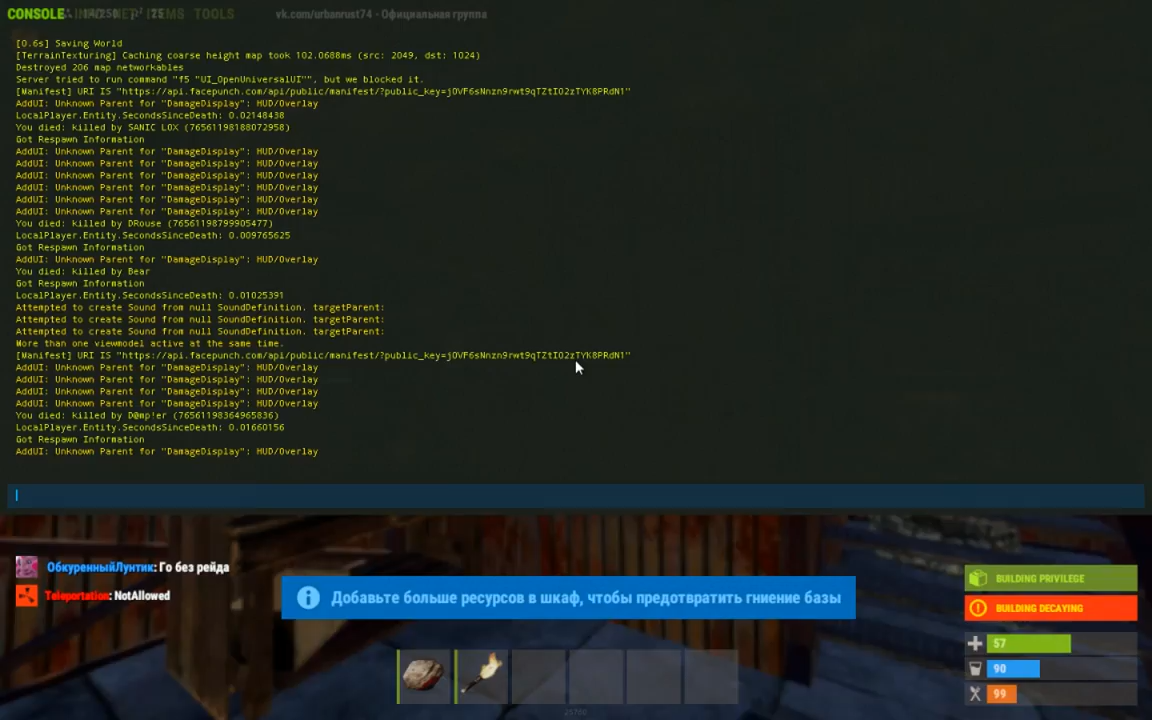 CONSOLE ITEMS TOOLS vk.com/urbanrust74 - Официальная группа
[0.6s] Saving World
[TerrainTexturing] Caching coarse height map took 102.0688ms (src: 2049, dst: 1024)
Destroyed 206 map networkables
Server tried to run command "f5 "UI_OpenUniversalUI"", but we blocked it.
[Manifest] URI IS "https://api.facepunch.com/api/public/manifest/?public_key=jOVF6sNnzn9rwt9qTZtIO2zTYK8PRdN1"
AddUI: Unknown Parent for "DamageDisplay": HUD/Overlay
LocalPlayer.Entity.SecondsSinceDeath: 0.02148438
You died: killed by SANIC LOX (76561198188072958)
Got Respawn Information
AddUI: Unknown Parent for "DamageDisplay": HUD/Overlay
AddUI: Unknown Parent for "DamageDisplay": HUD/Overlay
AddUI: Unknown Parent for "DamageDisplay": HUD/Overlay
AddUI: Unknown Parent for "DamageDisplay": HUD/Overlay
AddUI: Unknown Parent for "DamageDisplay": HUD/Overlay
AddUI: Unknown Parent for "DamageDisplay": HUD/Overlay
You died: killed by DRouse (76561198799905477)
LocalPlayer.Entity.SecondsSinceDeath: 0.009765625
Got Respawn Information
AddUI: Unknown Parent for "DamageDisplay": HUD/Overlay
You died: killed by Bear
Got Respawn Information
LocalPlayer.Entity.SecondsSinceDeath: 0.01025391
Attempted to create Sound from null SoundDefinition. targetParent:
Attempted to create Sound from null SoundDefinition. targetParent:
Attempted to create Sound from null SoundDefinition. targetParent:
More than one viewmodel active at the same time.
[Manifest] URI IS "https://api.facepunch.com/api/public/manifest/?public_key=jOVF6sNnzn9rwt9qTZtIO2zTYK8PRdN1"
AddUI: Unknown Parent for "DamageDisplay": HUD/Overlay
AddUI: Unknown Parent for "DamageDisplay": HUD/Overlay
AddUI: Unknown Parent for "DamageDisplay": HUD/Overlay
AddUI: Unknown Parent for "DamageDisplay": HUD/Overlay
You died: killed by D0mp!er (76561198364965836)
LocalPlayer.Entity.SecondsSinceDeath: 0.01660156
Got Respawn Information
AddUI: Unknown Parent for "DamageDisplay": HUD/Overlay
ОбкуренныйЛунтик: Го без рейда
Teleportation: NotAllowed
Добавьте больше ресурсов в шкаф, чтобы предотвратить гниение базы
BUILDING PRIVILEGE
BUILDING DECAYING
57
90
99